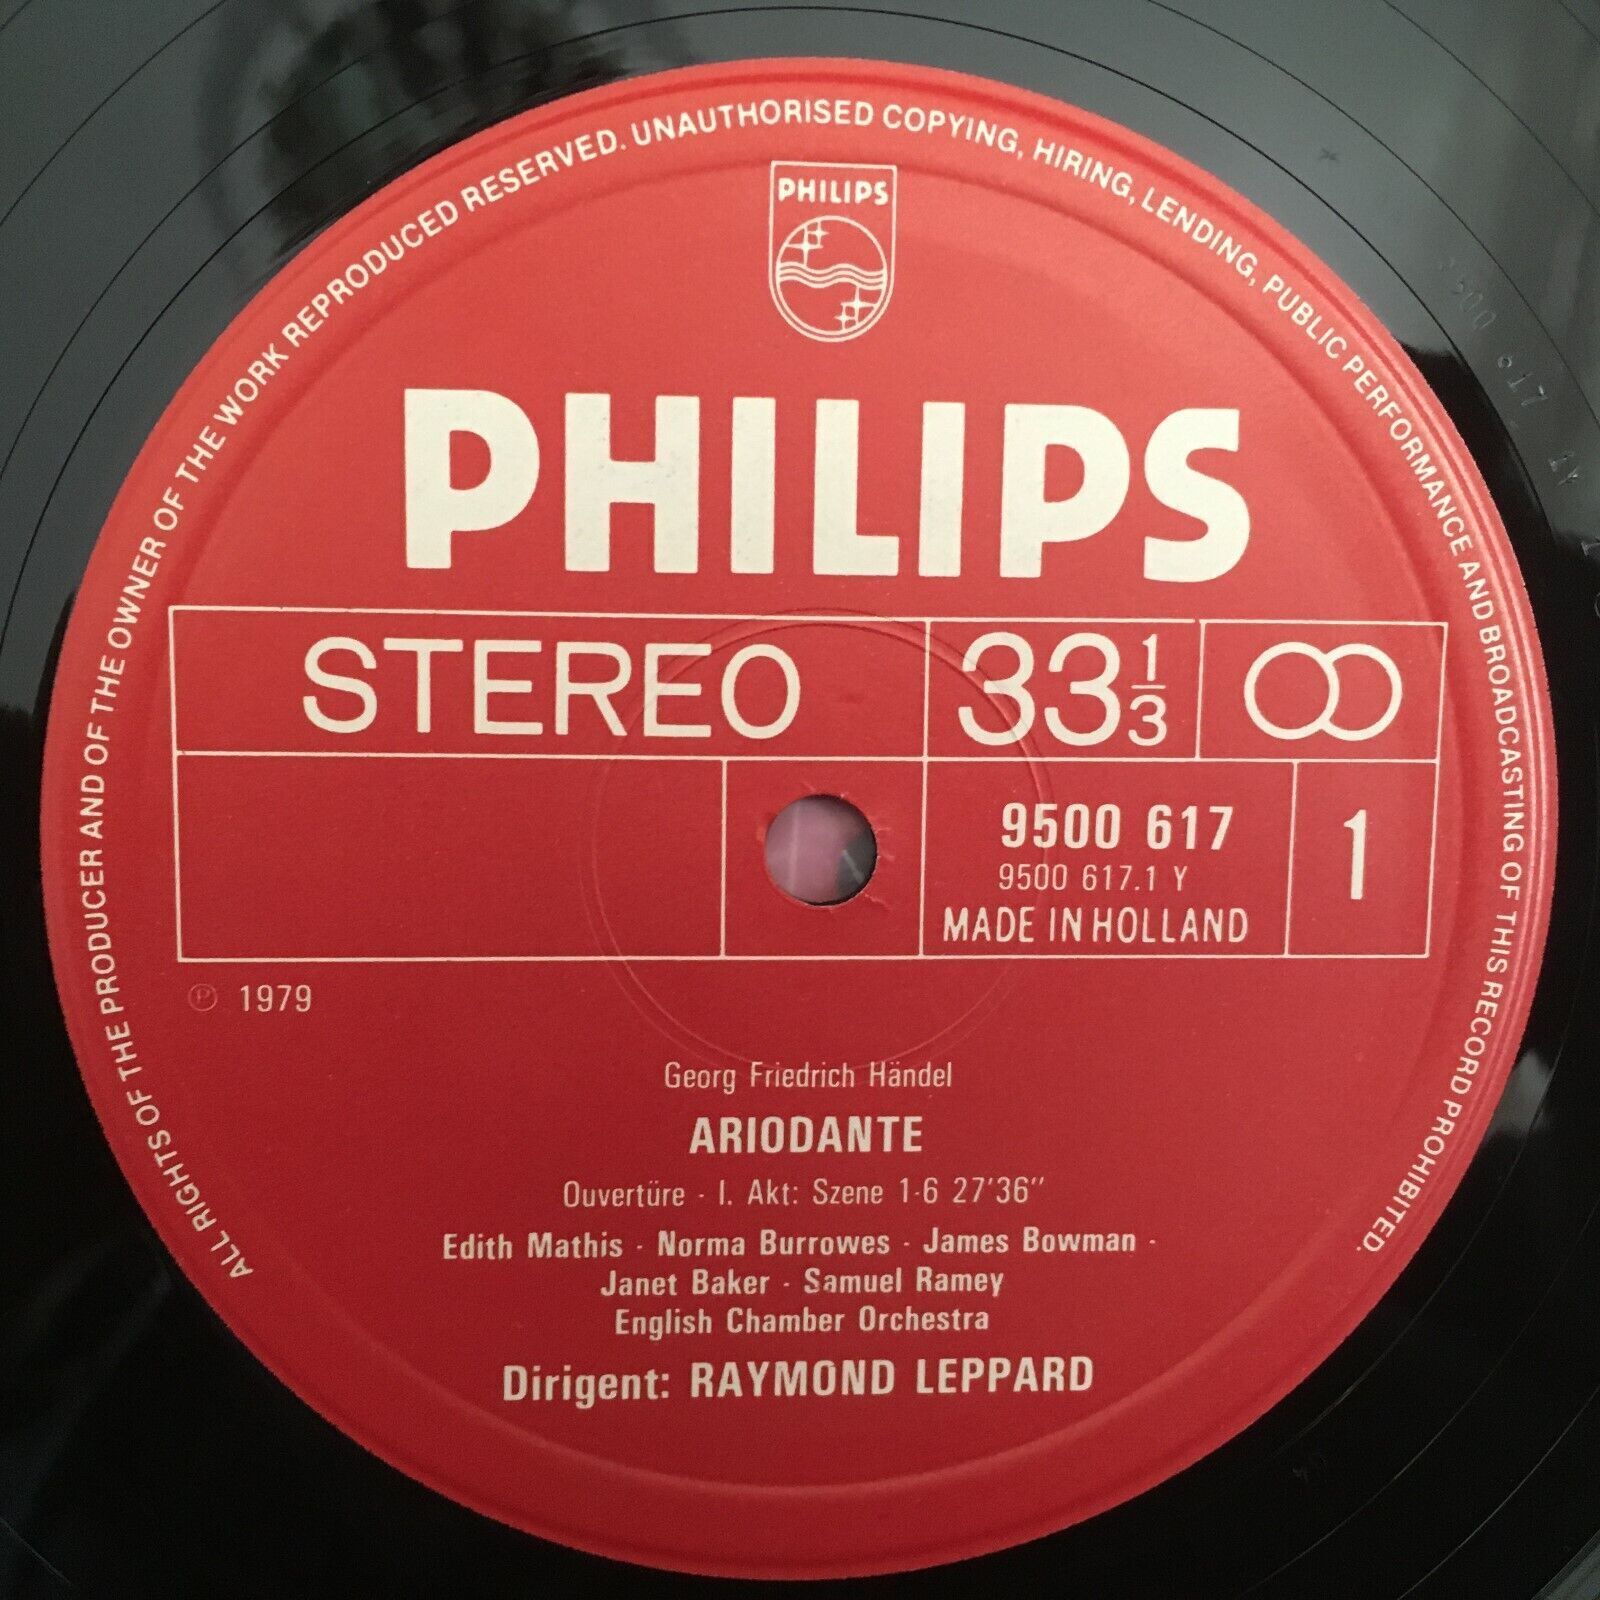 ALL RIGHTS OF THE PRODUCER AND OF THE OWNER OF THE WORK REPRODUCED RESERVED. UNAUTHORISED COPYING, HIRING, LENDING, PUBLIC PERFORMANCE AND BROADCASTING OF THIS RECORD PROHIBITED.
PHILIPS
PHILIPS
STEREO 33 1/3
9500 617 1
9500 617.1 Y
MADE IN HOLLAND
℗ 1979
Georg Friedrich Händel
ARIODANTE
Ouvertüre · I. Akt: Szene 1-6 27'36''
Edith Mathis · Norma Burrowes · James Bowman ·
Janet Baker · Samuel Ramey
English Chamber Orchestra
Dirigent: RAYMOND LEPPARD